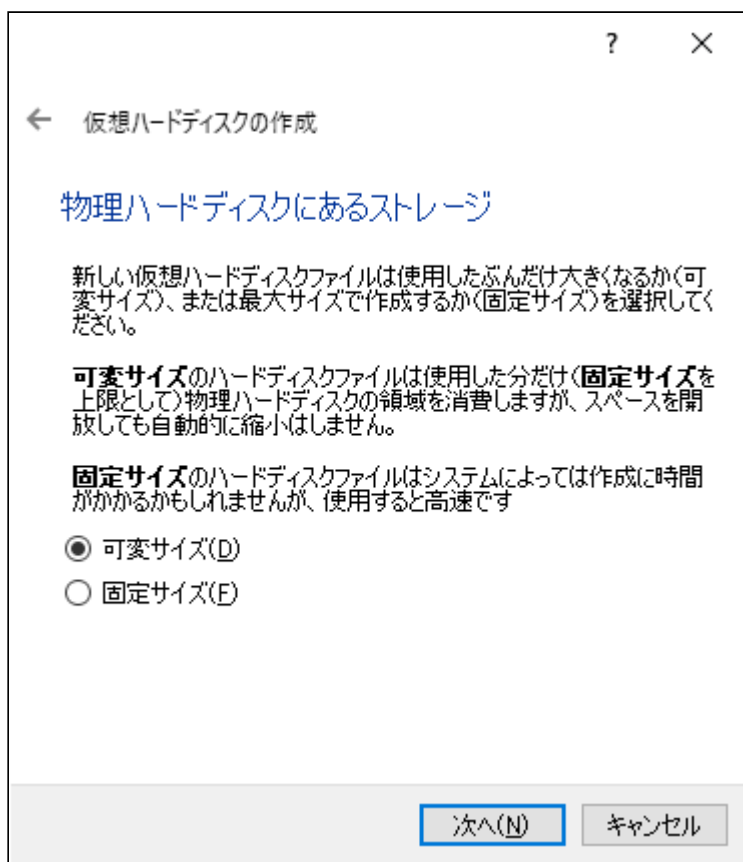 ?
仮想ハードディスクの作成
物理ハードディスクにあるストレージ
新しい仮想ハードディスクファイルは使用したぶんだけ大きくなるか(可
変サイズ)、または最大サイズで作成するか(固定サイズ)を選択してく
ださい。
可変サイズのハードディスクファイルは使用した分だけ(固定サイズを
上限として)物理ハードディスクの領域を消費しますが、スペースを開
放しても自動的に縮小はしません。
固定サイズのハードディスクファイルはシステムによっては作成に時間
がかかるかもしれませんが、使用すると高速です
可変サイズ(D)
固定サイズ(F)
次へ(N) キャンセル